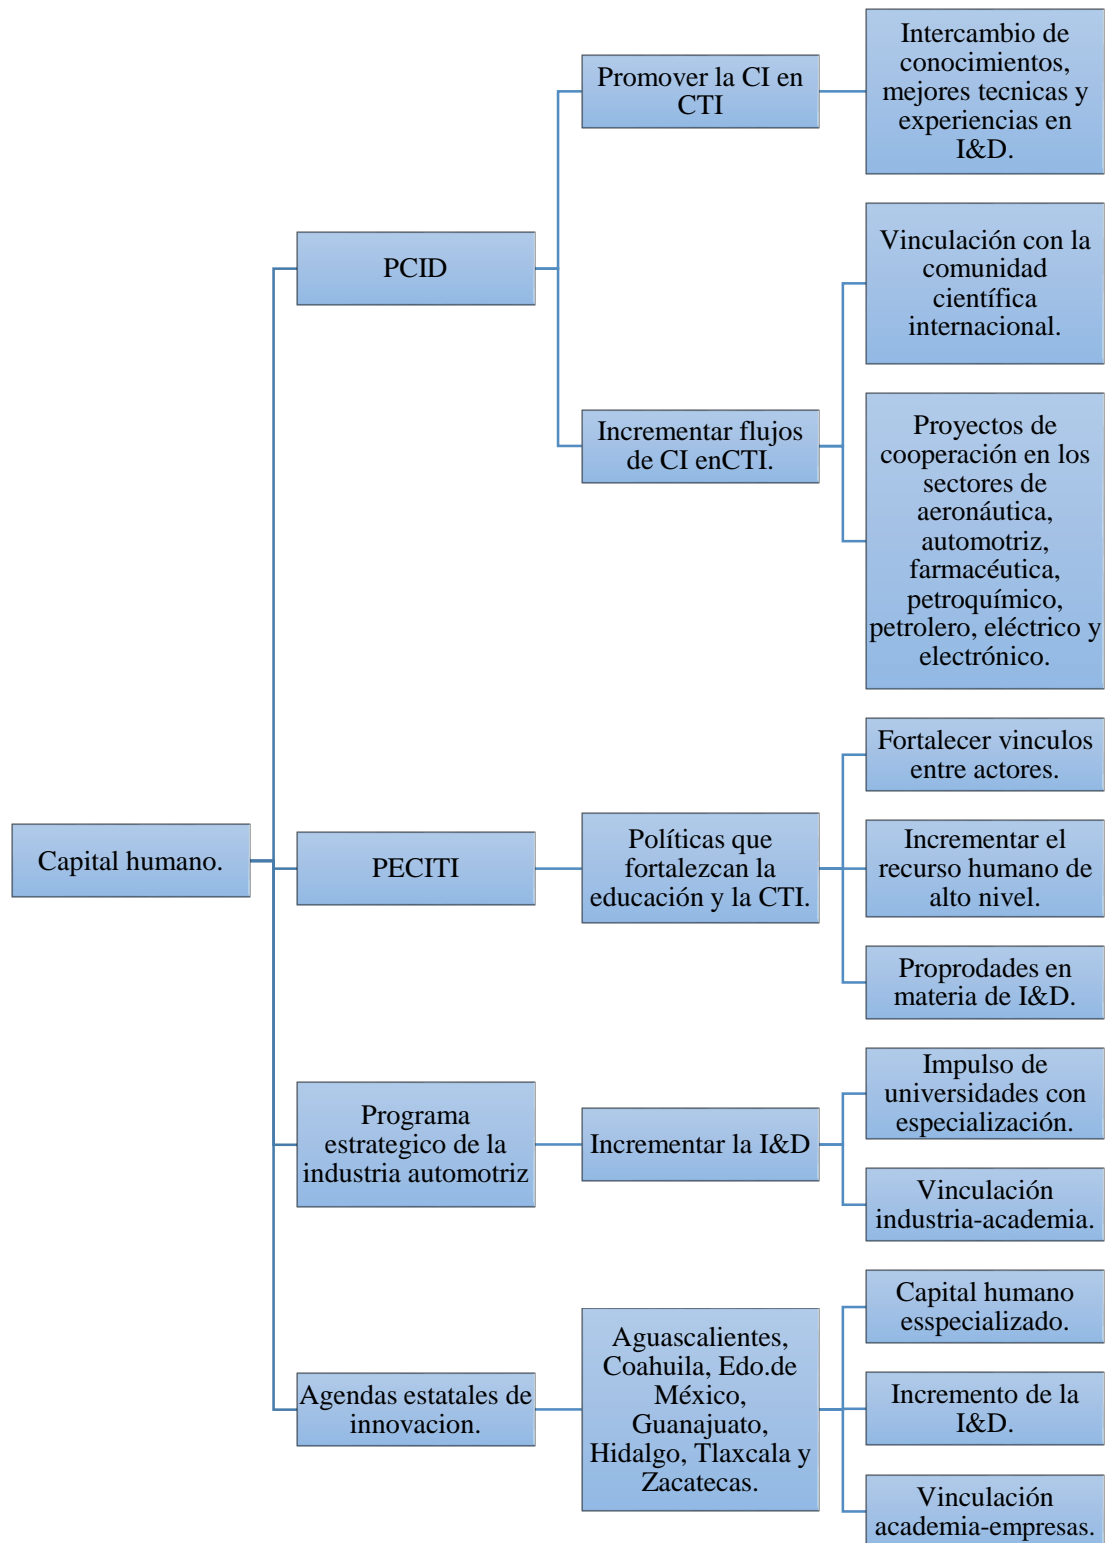 Capital humano.
PCID
Promover la CI en
CTI
Intercambio de
conocimientos,
mejores tecnicas y
experiencias en
I&D.
Incrementar flujos
de CI enCTI.
Vinculación con la
comunidad
científica
internacional.
Proyectos de
cooperación en los
sectores de
aeronáutica,
automotriz,
farmacéutica,
petroquímico,
petrolero, eléctrico y
electrónico.
PECITI
Políticas que
fortalezcan la
educación y la CTI.
Fortalecer vinculos
entre actores.
Incrementar el
recurso humano de
alto nivel.
Proprodades en
materia de I&D.
Programa
estrategico de la
industria automotriz
Incrementar la I&D
Impulso de
universidades con
especialización.
Vinculación
industria-academia.
Agendas estatales de
innovacion.
Aguascalientes,
Coahuila, Edo.de
México,
Guanajuato,
Hidalgo, Tlaxcala y
Zacatecas.
Capital humano
esspecializado.
Incremento de la
I&D.
Vinculación
academia-empresas.